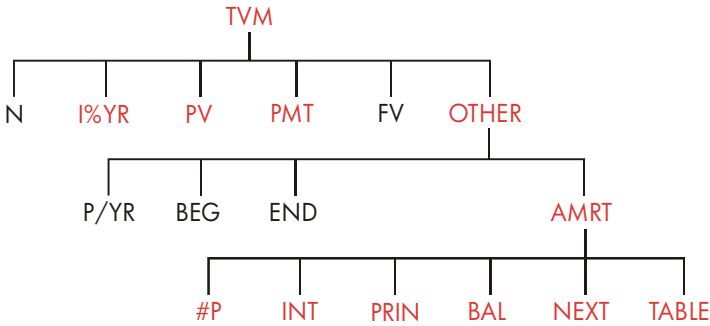 TVM
N I%YR PV PMT FV OTHER
P/YR BEG END AMRT
#P INT PRIN BAL NEXT TABLE